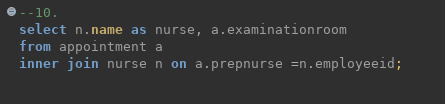 --10.
select n.name as nurse, a.examinationroom
from appointment a
inner join nurse n on a.prepnurse =n.employeeid;